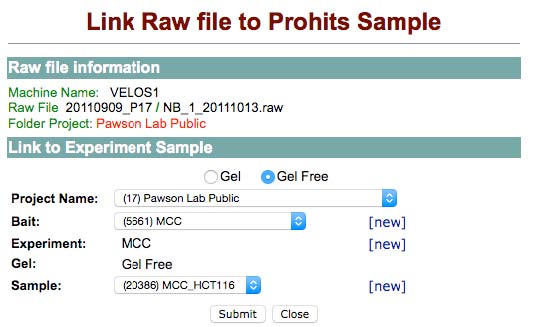 Link Raw file to Prohits Sample
Raw file information
Machine Name: VELOS1
Raw File 20110909_P17 / NB_1_20111013.raw
Folder Project: Pawson Lab Public
Link to Experiment Sample
Gel Gel Free
Project Name: (17) Pawson Lab Public
Bait: (5661) MCC [new]
Experiment: MCC [new]
Gel: Gel Free
Sample: (20386) MCC_HCT116 [new]
Submit Close